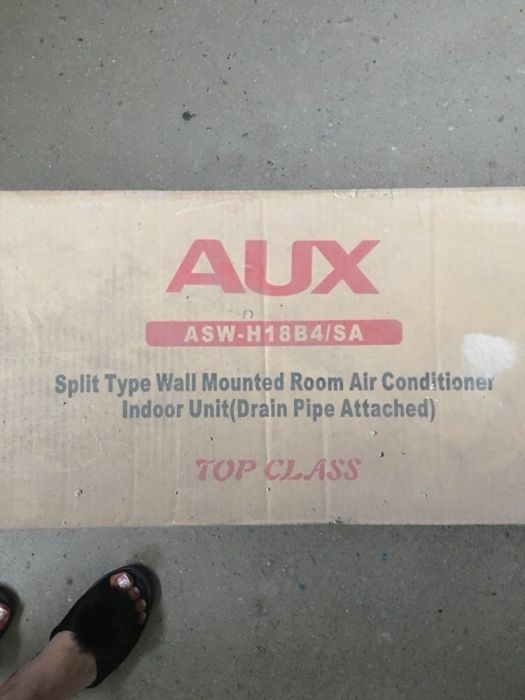 AUX
ASW-H18B4/SA
Split Type Wall Mounted Room Air Conditioner
Indoor Unit(Drain Pipe Attached)
TOP CLASS